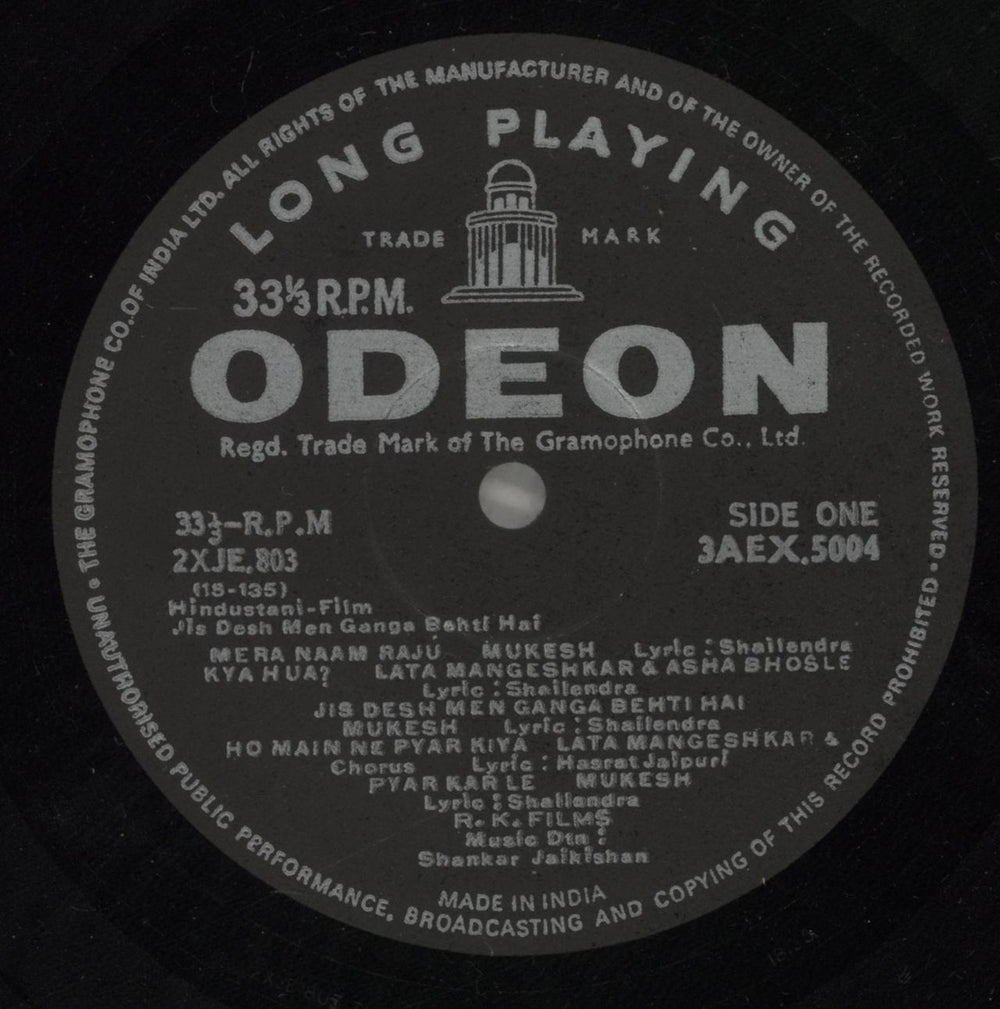 THE GRAMOPHONE CO. OF INDIA LTD. ALL RIGHTS OF THE MANUFACTURER AND OF THE OWNER OF THE RECORDED WORK RESERVED • UNAUTHORISED PUBLIC PERFORMANCE, BROADCASTING AND COPYING OF THIS RECORD PROHIBITED •
LONG PLAYING
TRADE MARK
33⅓ R.P.M.
ODEON
Regd. Trade Mark of The Gramophone Co., Ltd.
33⅓-R.P.M SIDE ONE
2XJE.803 3AEX.5004
(1S-135)
Hindustani-Film
Jis Desh Men Ganga Behti Hai
MERA NAAM RAJU MUKESH Lyric : Shailendra
KYA HUA? LATA MANGESHKAR & ASHA BHOSLE
Lyric : Shailendra
JIS DESH MEN GANGA BEHTI HAI
MUKESH Lyric : Shailendra
HO MAIN NE PYAR KIYA LATA MANGESHKAR &
Chorus Lyric : Hasrat Jaipuri
PYAR KAR LE MUKESH
Lyric : Shailendra
R. K. FILMS
Music Dtn :
Shankar Jaikishan
MADE IN INDIA